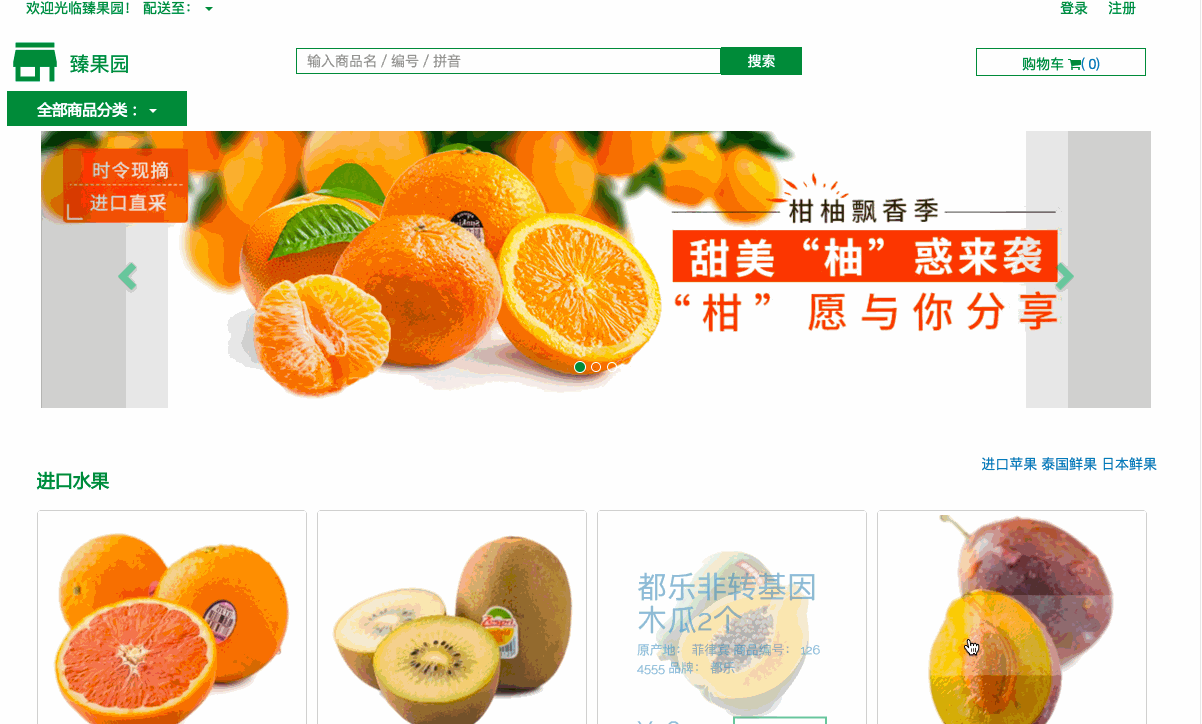 欢迎光临臻果园! 配送至:
登录 注册
臻果园
输入商品名 / 编号 / 拼音
搜索
购物车 ( 0)
全部商品分类:
时令现摘
进口直采
柑柚飘香季
甜美“柚”惑来袭
“柑”愿与你分享
进口水果
进口苹果 泰国鲜果 日本鲜果
都乐非转基因
木瓜2个
原产地: 菲律宾 商品编号: 126
4555 品牌: 都乐